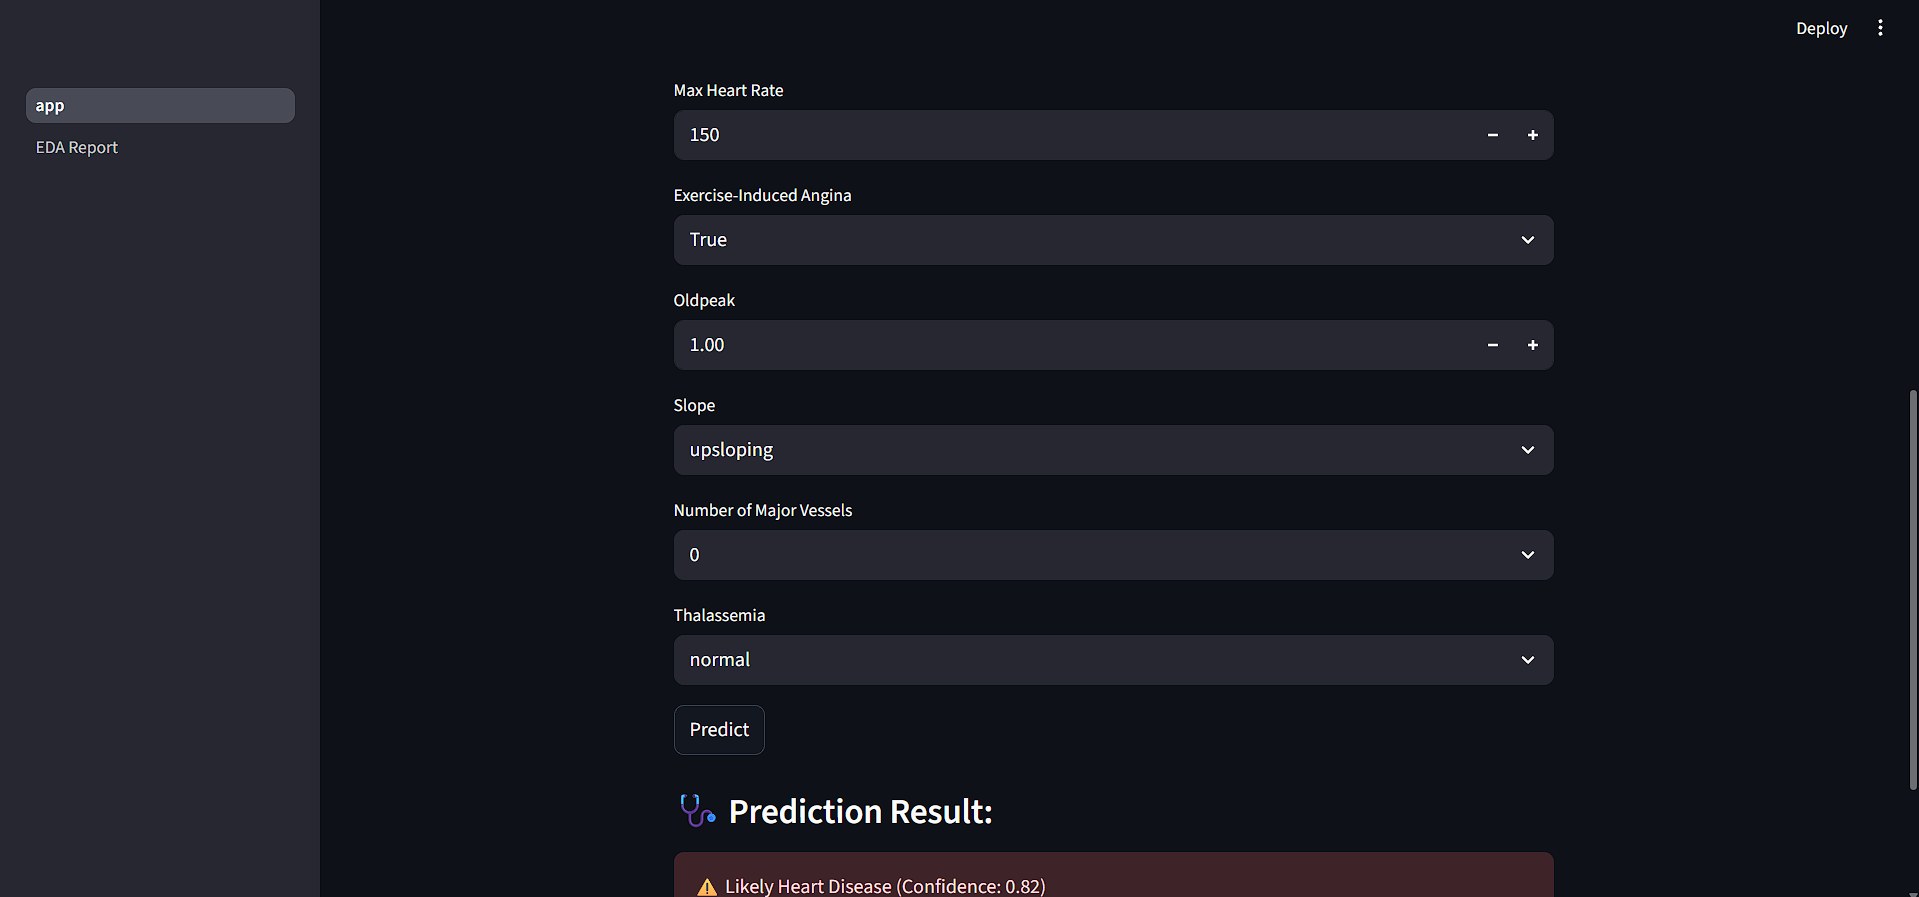 Deploy
app
EDA Report
Max Heart Rate
150
Exercise-Induced Angina
True
Oldpeak
1.00
Slope
upsloping
Number of Major Vessels
0
Thalassemia
normal
Predict
Prediction Result:
Likely Heart Disease (Confidence: 0.82)